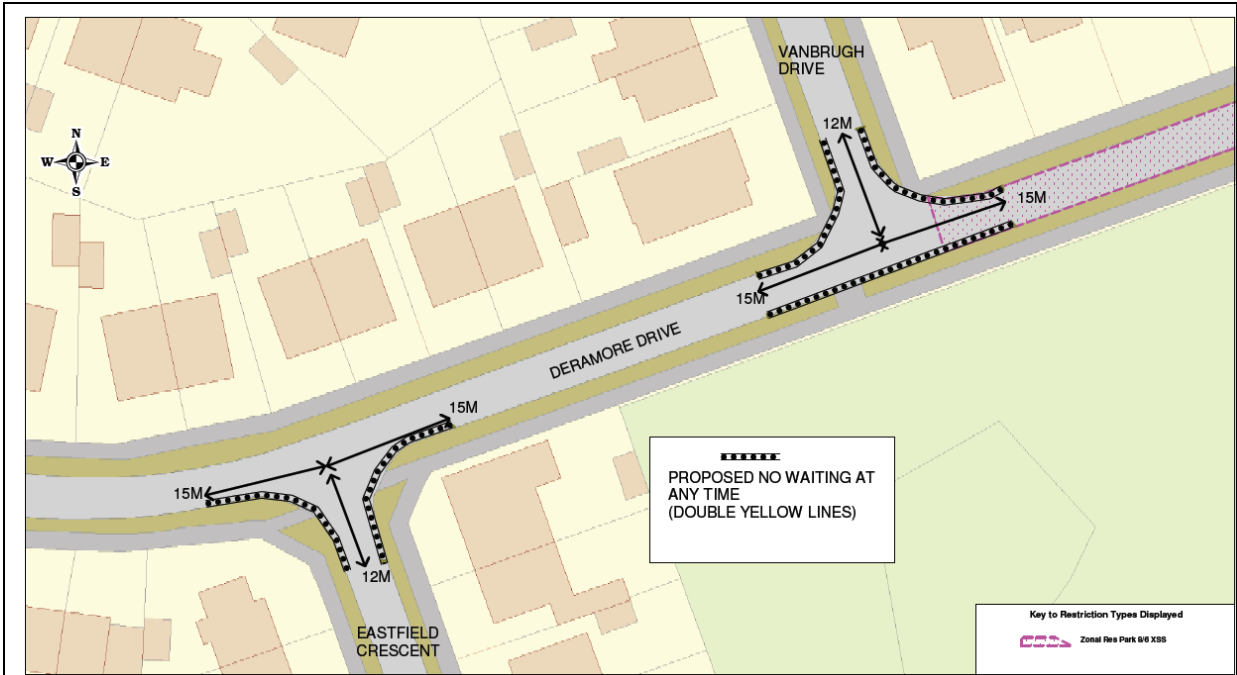 VANBRUGH
DRIVE
N
W E
S
12M
15M
15M
DERAMORE DRIVE
15M
15M
12M
EASTFIELD
CRESCENT
PROPOSED NO WAITING AT
ANY TIME
(DOUBLE YELLOW LINES)
Key to Restriction Types Displayed
Zonal Res Park 9/6 XSS